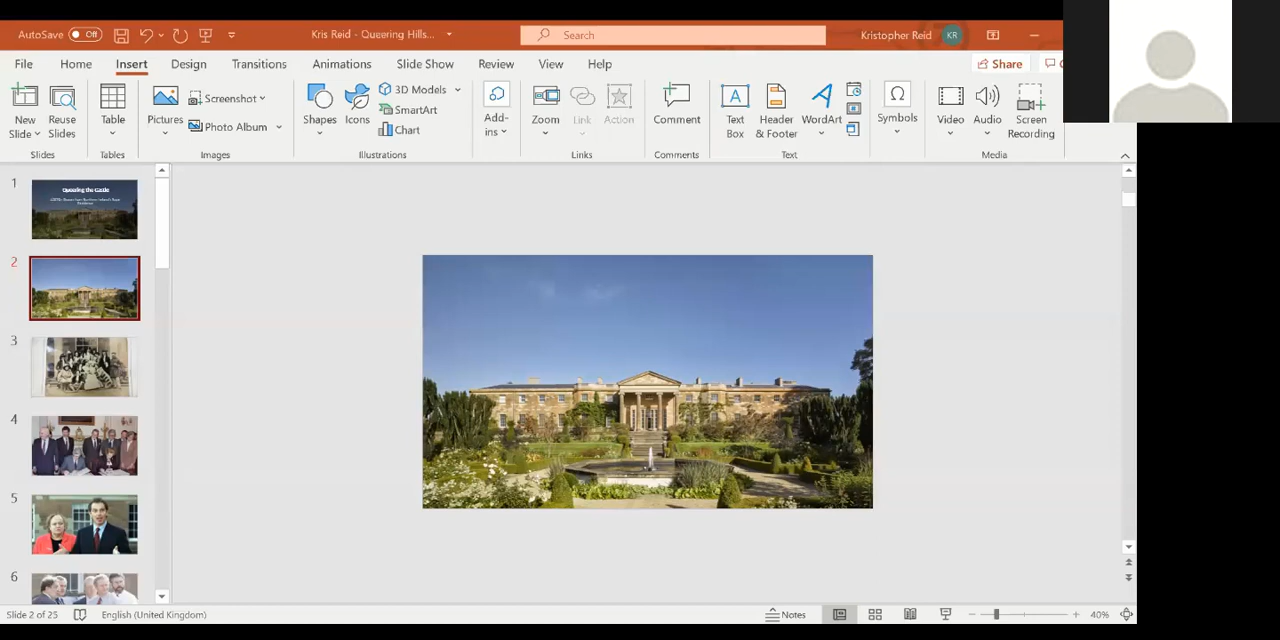 AutoSave Off Kris Reid - Queering Hills... Search Kristopher Reid KR
File Home Insert Design Transitions Animations Slide Show Review View Help Share
New Slide Reuse Slides Table Pictures Screenshot Photo Album Shapes Icons 3D Models SmartArt Chart Add-ins Zoom Link Action Comment Text Box Header & Footer WordArt Symbols Video Audio Screen Recording
Slides Tables Images Illustrations Links Comments Text Media
1
Queering the Castle
2
3
4
5
6
Slide 2 of 25 English (United Kingdom) Notes 40%